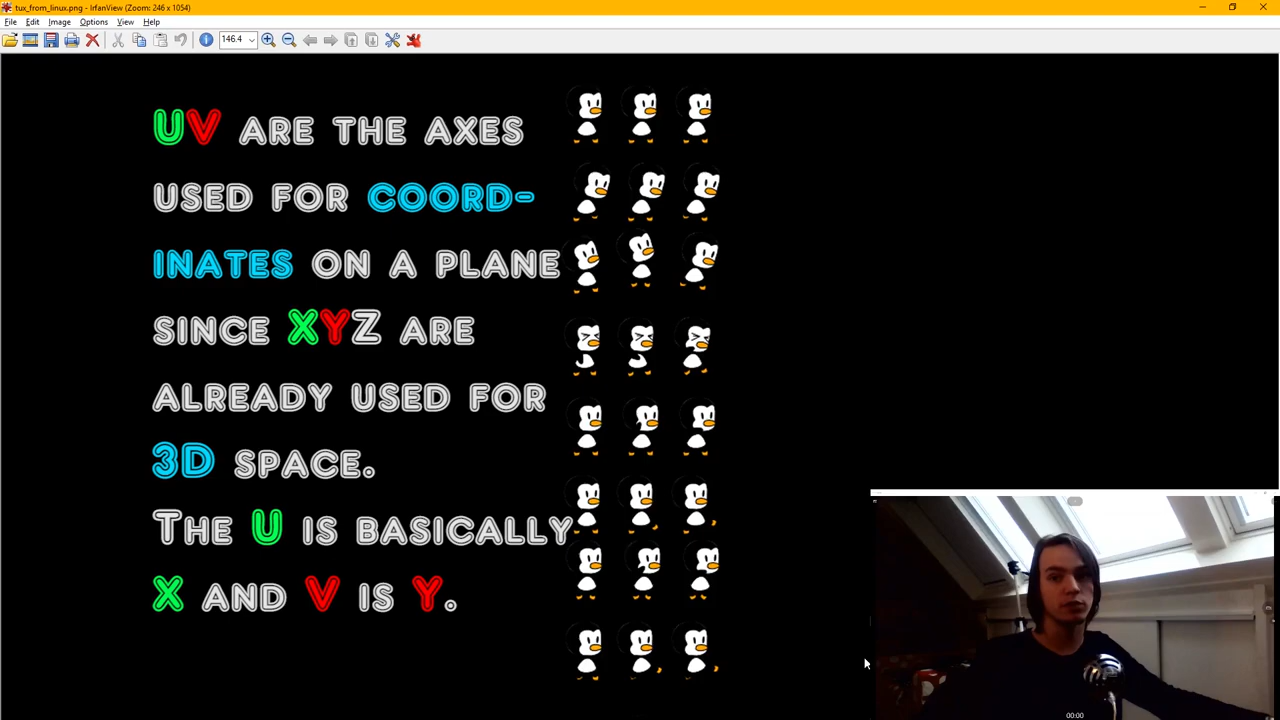 tux_from_linux.png - IrfanView (Zoom: 246 x 1054)
File Edit Image Options View Help
146.4
UV ARE THE AXES
USED FOR COORD-
INATES ON A PLANE
SINCE XYZ ARE
ALREADY USED FOR
3D SPACE.
THE U IS BASICALLY
X AND V IS Y.
00:00